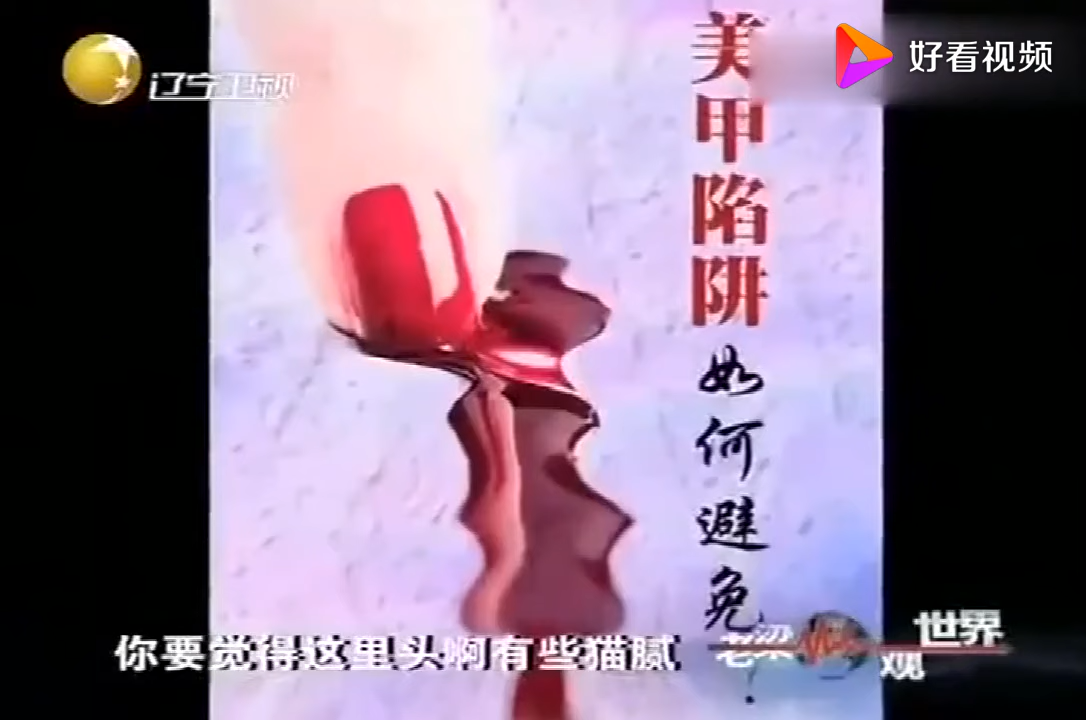 辽宁卫视
好看视频
美甲陷阱
如何避免!
你要觉得这里头啊有些猫腻
老梁
观
世界